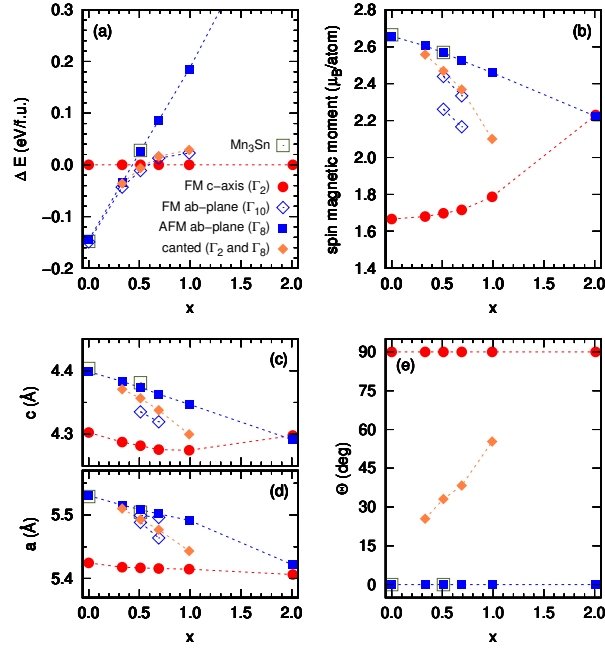 0.3
(a)
0.2
0.1
0.0
−0.1
−0.2
Δ E (eV/f.u.)
Mn₃Sn
FM c-axis (Γ₂)
FM ab-plane (Γ₁₀)
AFM ab-plane (Γ₈)
canted (Γ₂ and Γ₈)
0.0 0.5 1.0 1.5 2.0
x
2.8
(b)
2.6
2.4
2.2
2.0
1.8
1.6
1.4
spin magnetic moment (μ_B/atom)
0.0 0.5 1.0 1.5 2.0
x
(c)
4.4
4.3
c (Å)
(d)
5.5
5.4
a (Å)
0.0 0.5 1.0 1.5 2.0
x
(e)
90
75
60
45
30
15
0
Θ (deg)
0.0 0.5 1.0 1.5 2.0
x